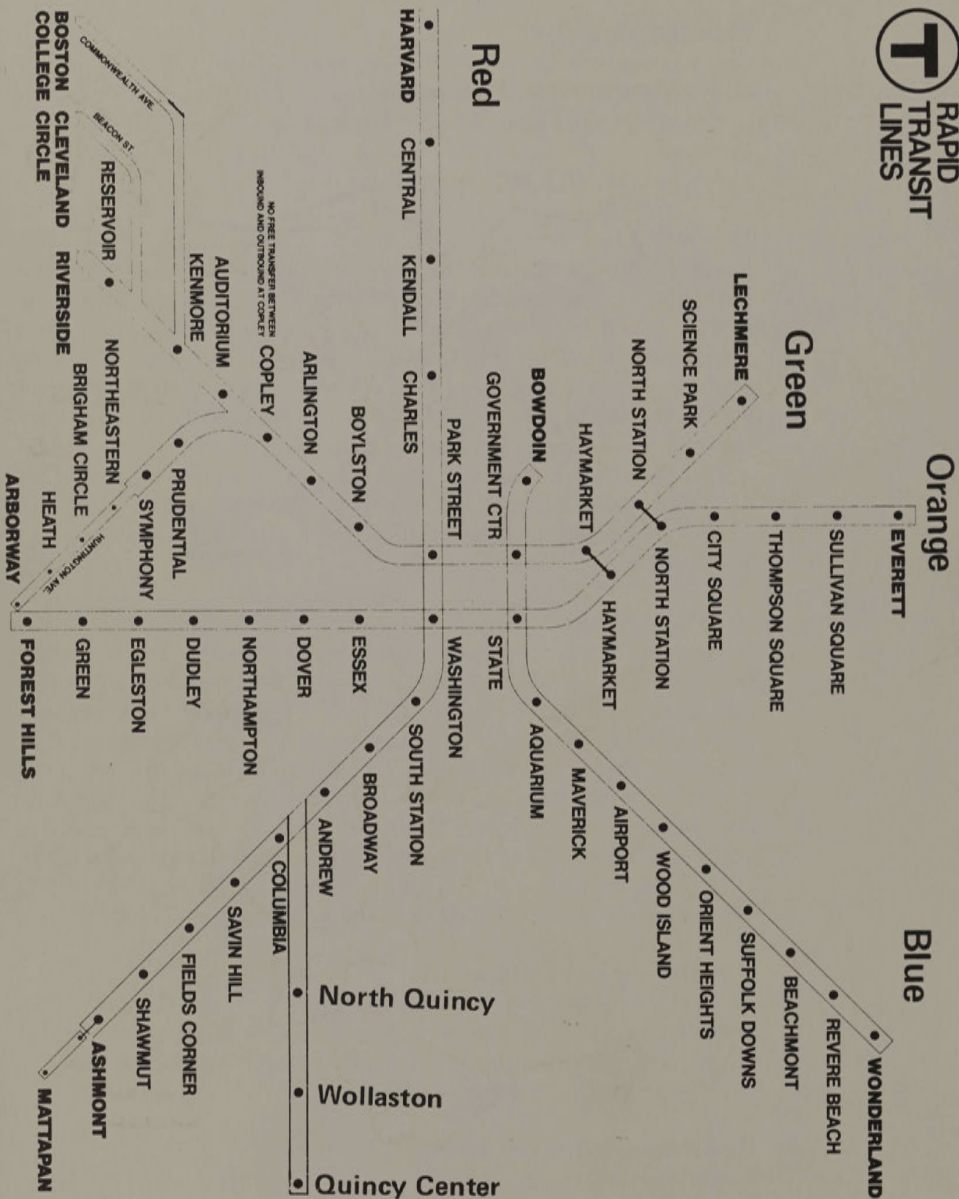 T
RAPID
TRANSIT
LINES
Red
Green
Orange
Blue
HARVARD
CENTRAL
KENDALL
CHARLES
PARK STREET
WASHINGTON
SOUTH STATION
BROADWAY
ANDREW
COLUMBIA
SAVIN HILL
FIELDS CORNER
SHAWMUT
ASHMONT
MATTAPAN
North Quincy
Wollaston
Quincy Center
LECHMERE
SCIENCE PARK
NORTH STATION
HAYMARKET
GOVERNMENT CTR
BOYLSTON
ARLINGTON
COPLEY
NO FREE TRANSFER BETWEEN
INBOUND AND OUTBOUND AT COPLEY
AUDITORIUM
KENMORE
COMMONWEALTH AVE.
BEACON ST.
RESERVOIR
BOSTON
COLLEGE
CLEVELAND
CIRCLE
RIVERSIDE
PRUDENTIAL
SYMPHONY
NORTHEASTERN
BRIGHAM CIRCLE
HUNTINGTON AVE.
HEATH
ARBORWAY
EVERETT
SULLIVAN SQUARE
THOMPSON SQUARE
CITY SQUARE
NORTH STATION
HAYMARKET
STATE
ESSEX
DOVER
NORTHAMPTON
DUDLEY
EGLESTON
GREEN
FOREST HILLS
BOWDOIN
AQUARIUM
MAVERICK
AIRPORT
WOOD ISLAND
ORIENT HEIGHTS
SUFFOLK DOWNS
BEACHMONT
REVERE BEACH
WONDERLAND